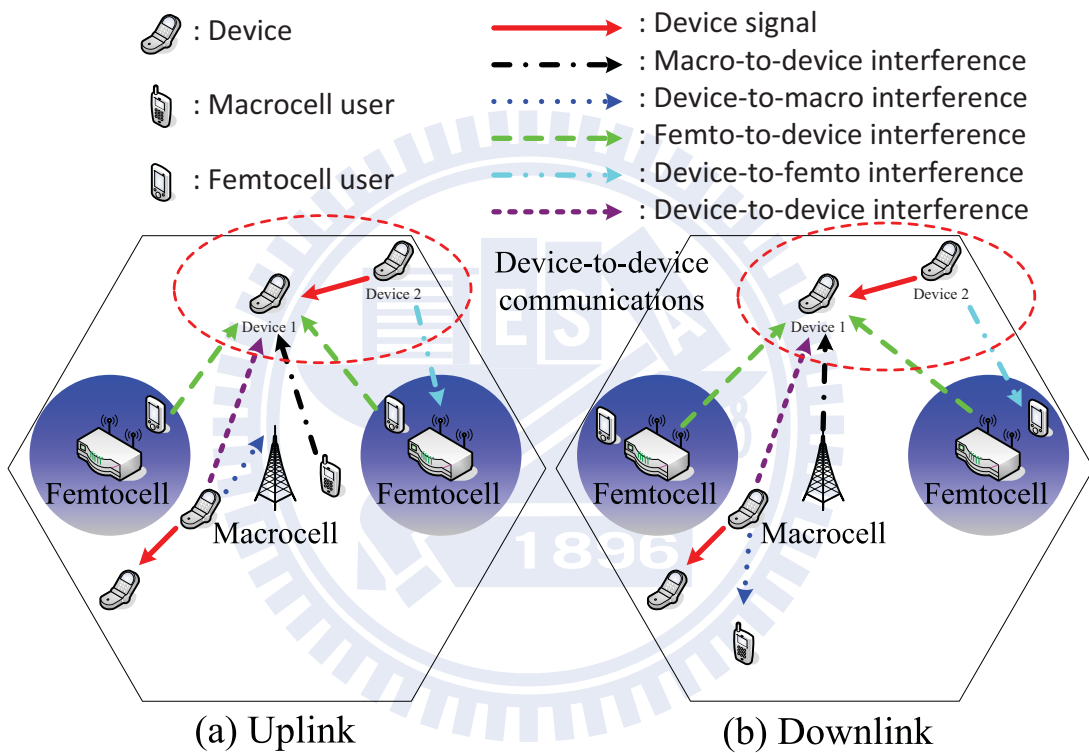 : Device
: Macrocell user
: Femtocell user
: Device signal
: Macro-to-device interference
: Device-to-macro interference
: Femto-to-device interference
: Device-to-femto interference
: Device-to-device interference
Device-to-device
communications
Device 2
Device 1
Femtocell
Macrocell
Femtocell
(a) Uplink
Device 2
Device 1
Femtocell
Macrocell
Femtocell
(b) Downlink
E S A
1896